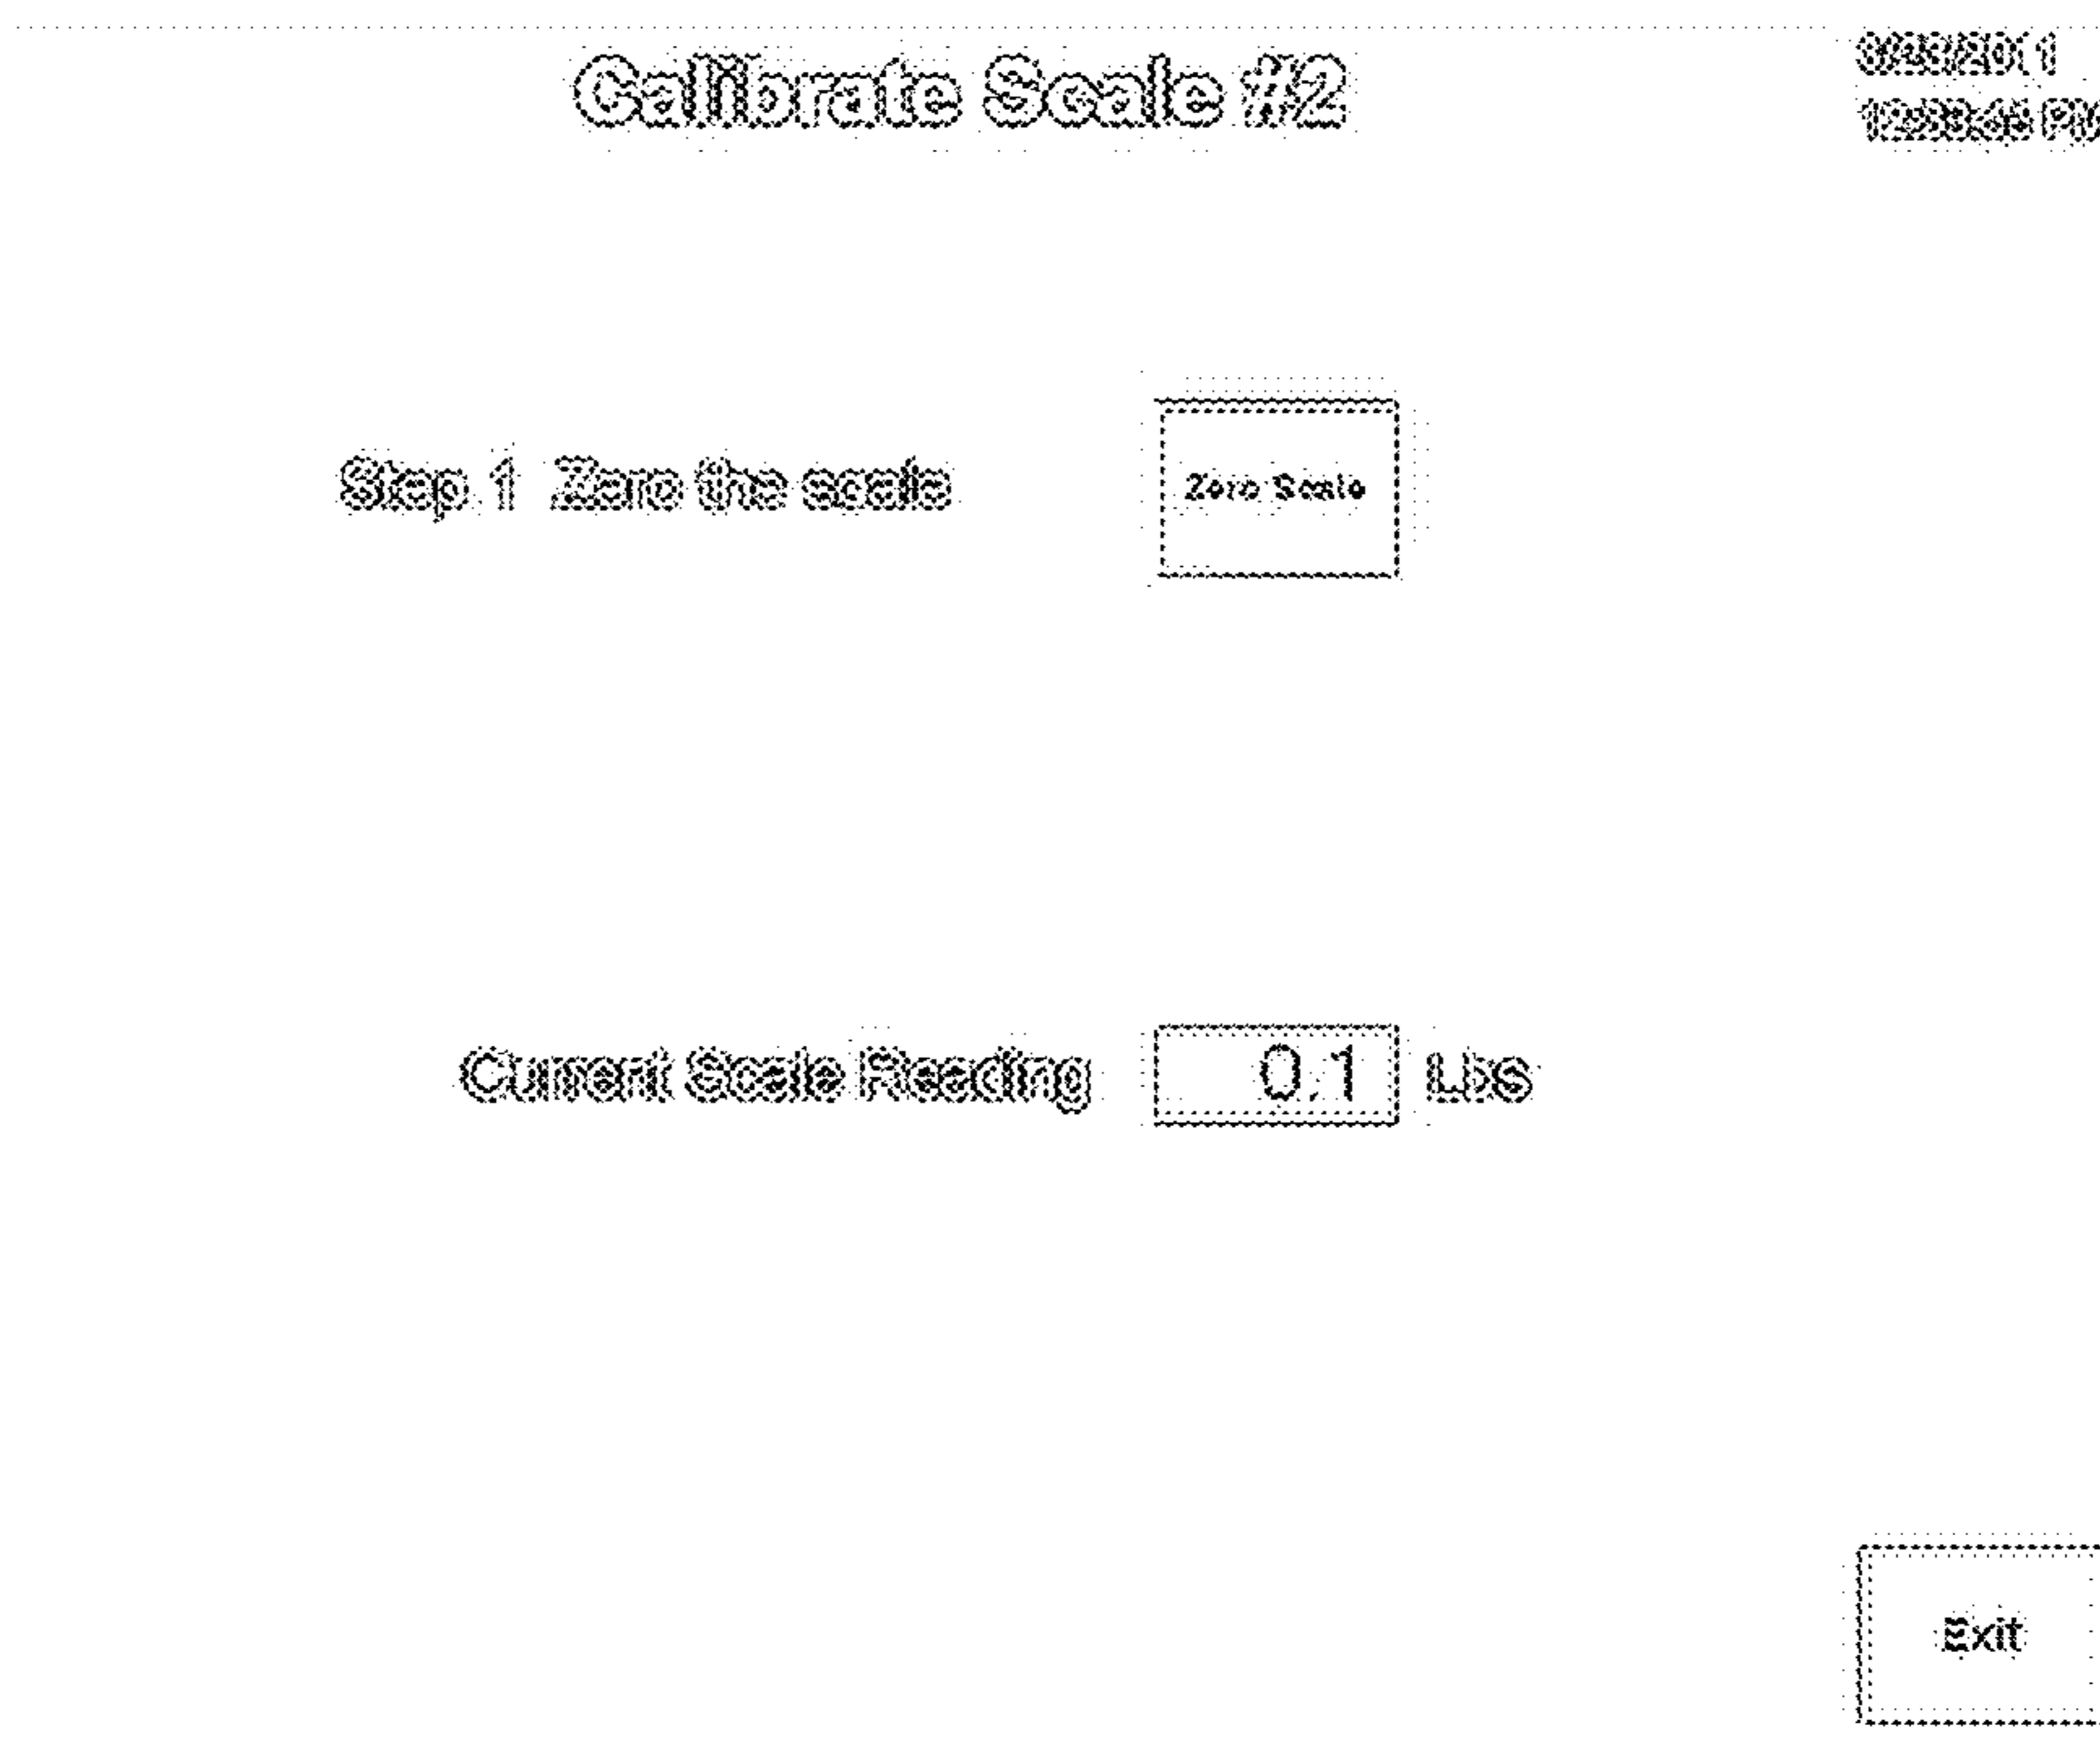 Calibrate Scale #2
Step 1 Zero the scale
Zero Scale
Current Scale Reading 0.1 Lbs
Exit